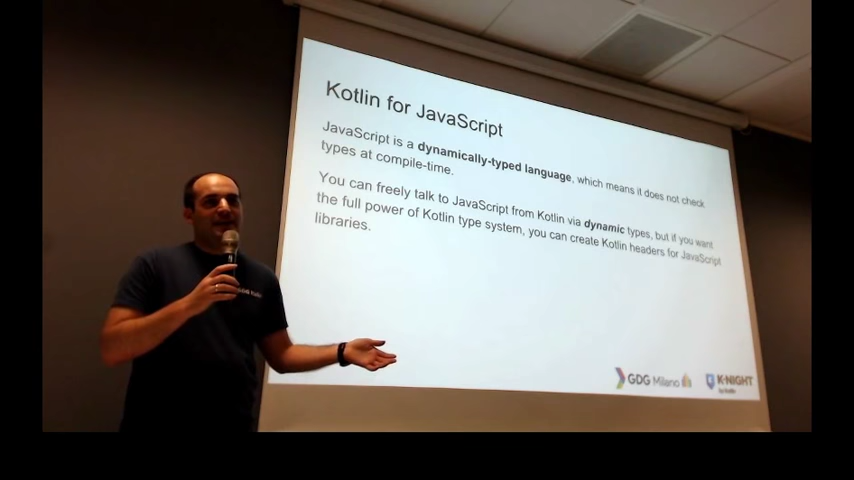 Kotlin for JavaScript
JavaScript is a dynamically-typed language, which means it does not check
types at compile-time.
You can freely talk to JavaScript from Kotlin via dynamic types, but if you want
the full power of Kotlin type system, you can create Kotlin headers for JavaScript
libraries.
GDG Milano
K-NIGHT